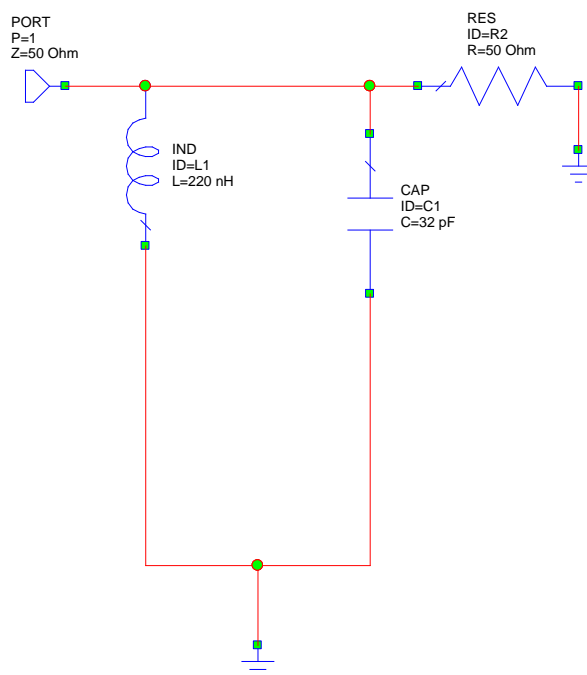 PORT
P=1
Z=50 Ohm
RES
ID=R2
R=50 Ohm
IND
ID=L1
L=220 nH
CAP
ID=C1
C=32 pF